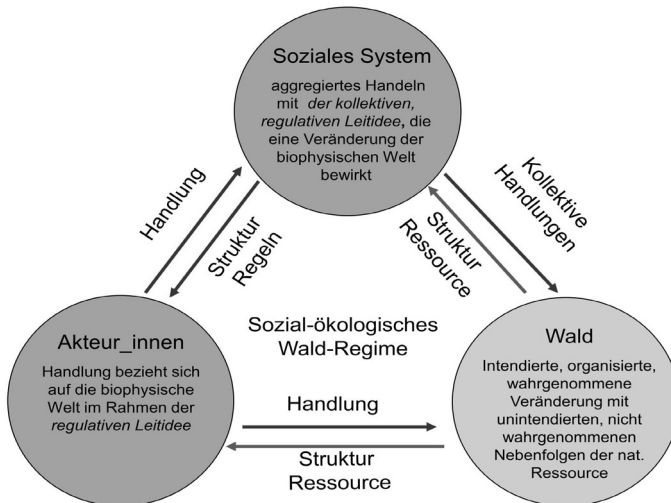 Soziales System
aggregiertes Handeln
mit der kollektiven,
regulativen Leitidee, die
eine Veränderung der
biophysischen Welt
bewirkt
Handlung
Struktur
Regeln
Kollektive
Handlungen
Struktur
Ressource
Sozial-ökologisches
Wald-Regime
Akteur_innen
Handlung bezieht sich
auf die biophysische
Welt im Rahmen der
regulativen Leitidee
Wald
Intendierte, organisierte,
wahrgenommene
Veränderung mit
unintendierten, nicht
wahrgenommenen
Nebenfolgen der nat.
Ressource
Handlung
Struktur
Ressource